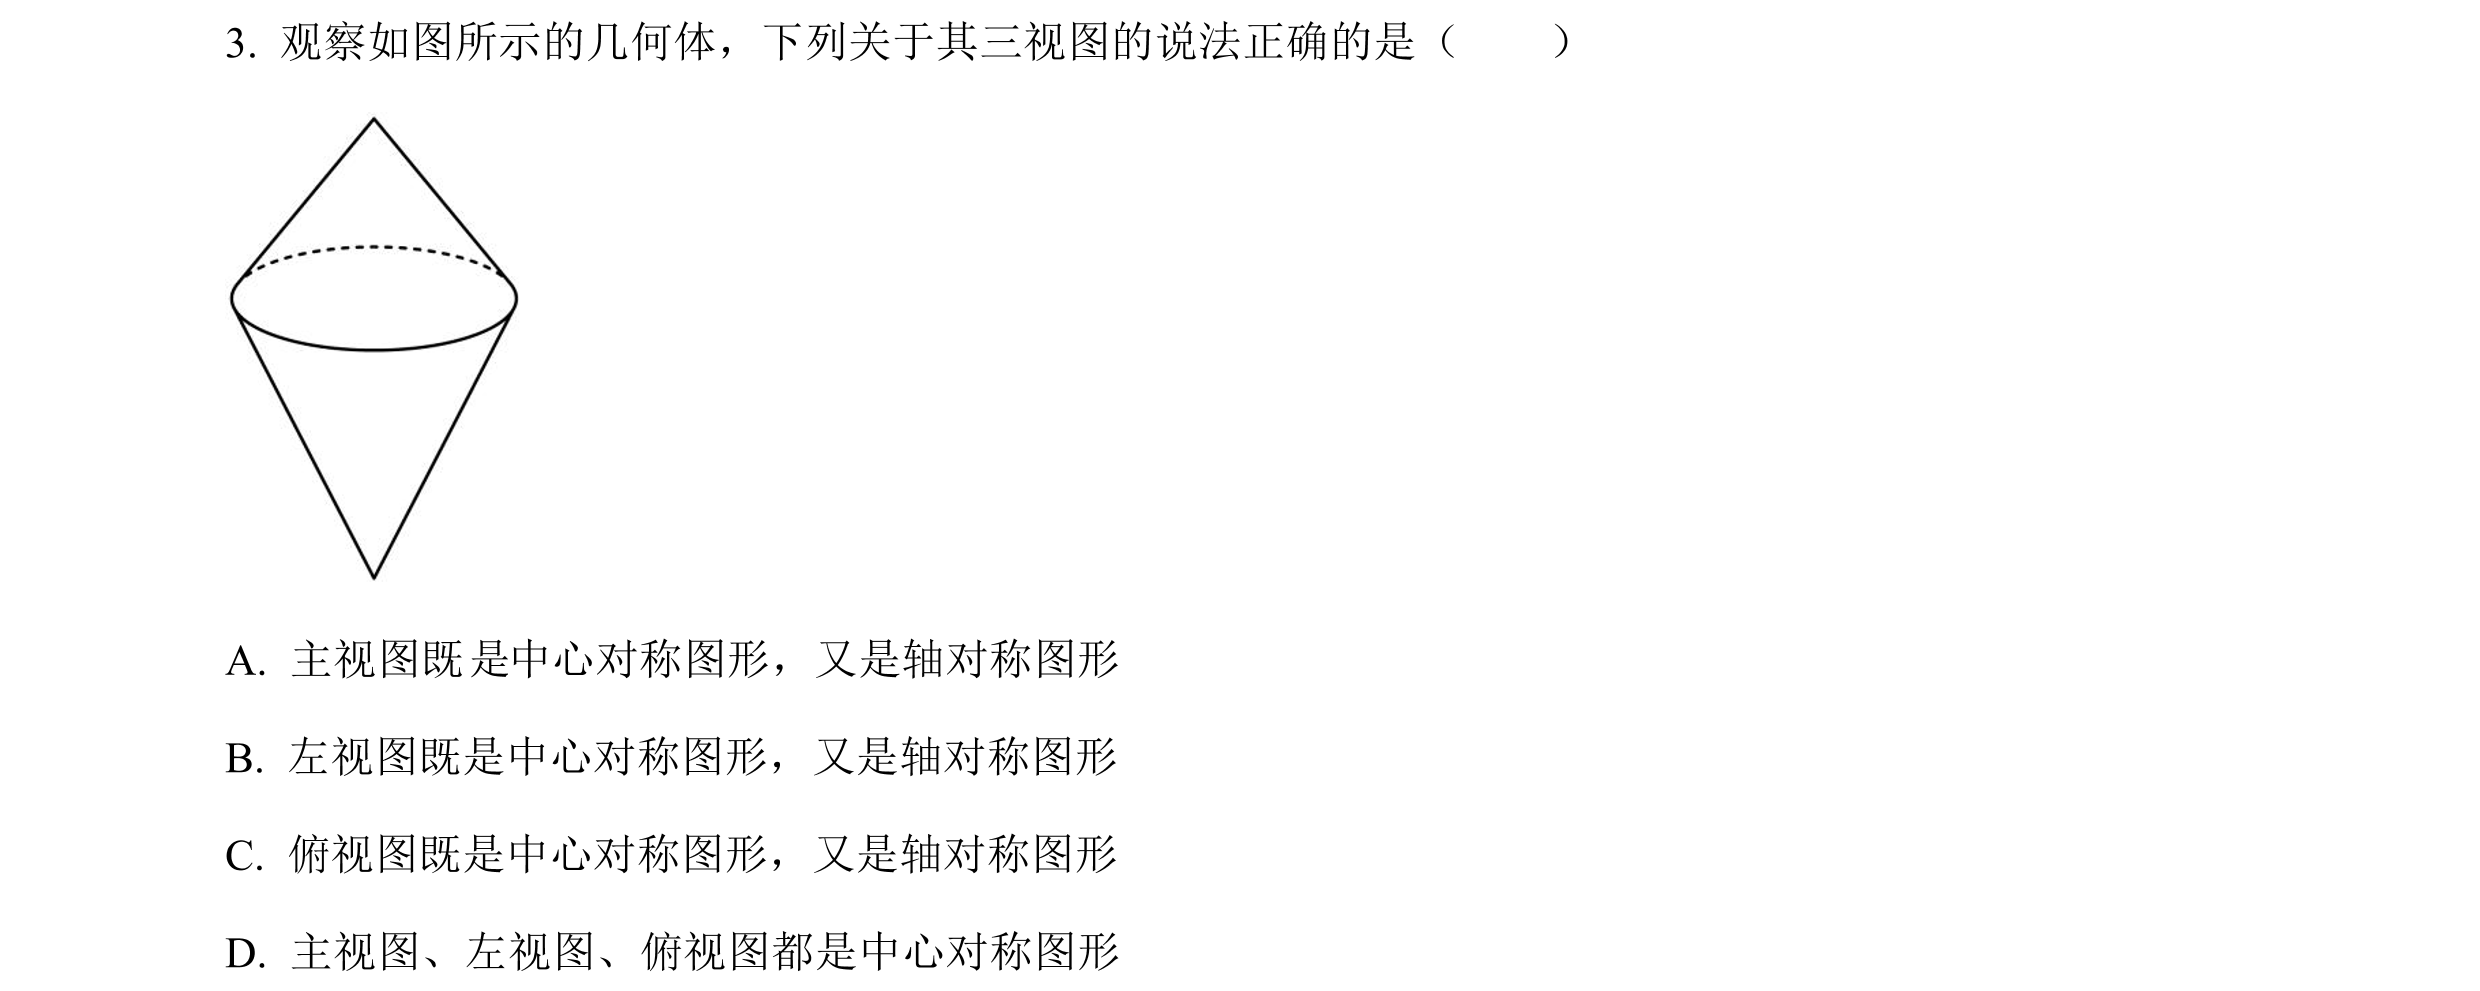 3. 观察如图所示的几何体，下列关于其三视图的说法正确的是（　　）
A. 主视图既是中心对称图形，又是轴对称图形
B. 左视图既是中心对称图形，又是轴对称图形
C. 俯视图既是中心对称图形，又是轴对称图形
D. 主视图、左视图、俯视图都是中心对称图形